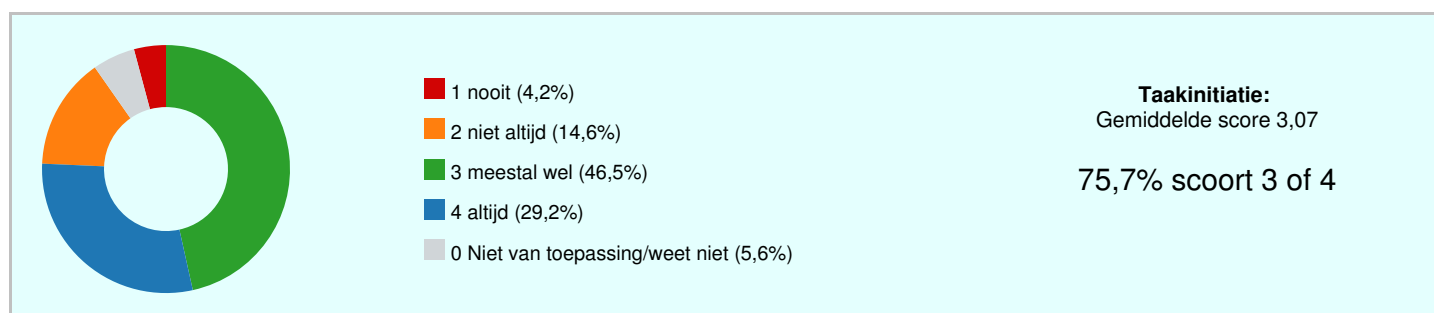 1 nooit (4,2%)
2 niet altijd (14,6%)
3 meestal wel (46,5%)
4 altijd (29,2%)
0 Niet van toepassing/weet niet (5,6%)
Taakinitiatie:
Gemiddelde score 3,07
75,7% scoort 3 of 4